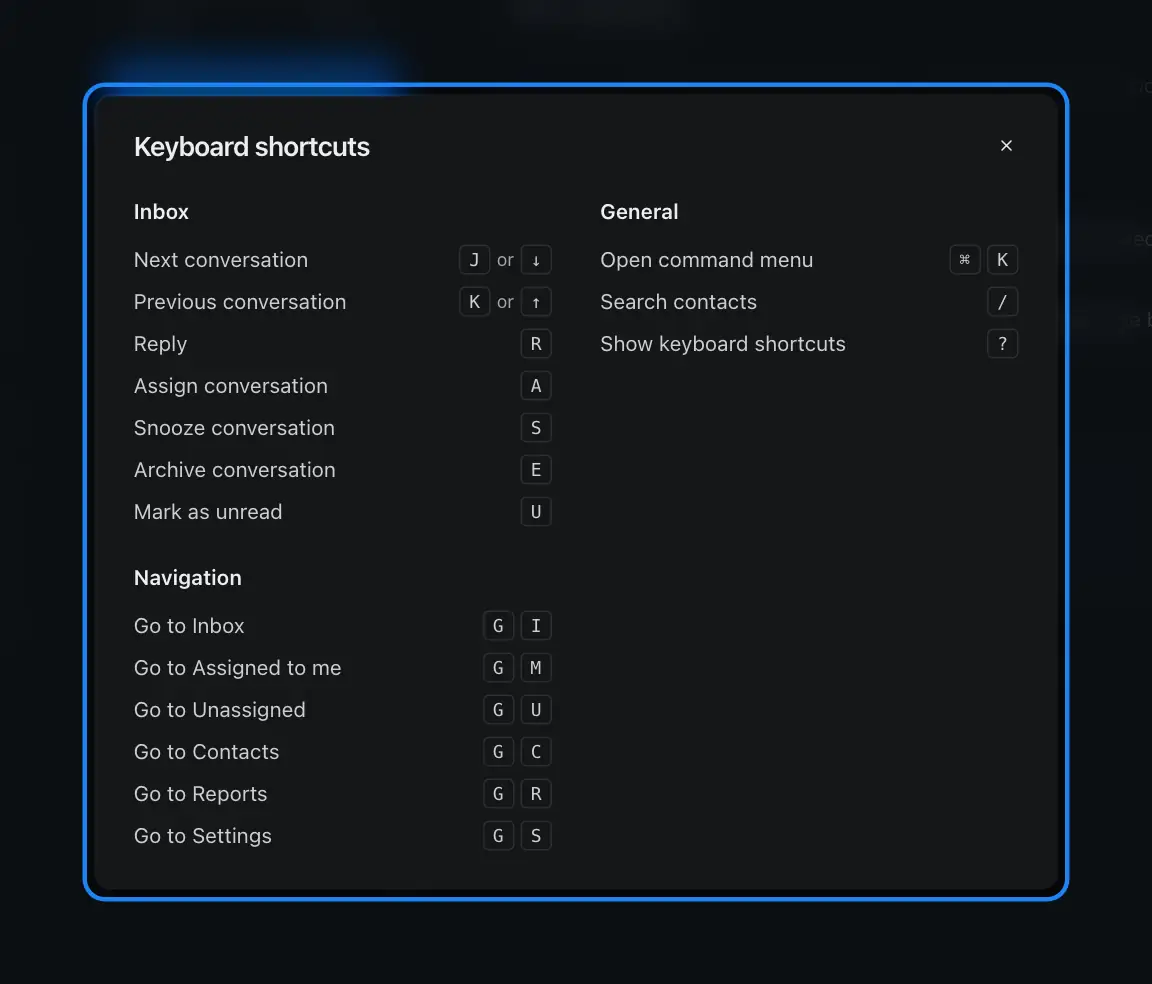 Keyboard shortcuts
×
Inbox
Next conversation J or ↓
Previous conversation K or ↑
Reply R
Assign conversation A
Snooze conversation S
Archive conversation E
Mark as unread U
Navigation
Go to Inbox G I
Go to Assigned to me G M
Go to Unassigned G U
Go to Contacts G C
Go to Reports G R
Go to Settings G S
General
Open command menu ⌘ K
Search contacts /
Show keyboard shortcuts ?